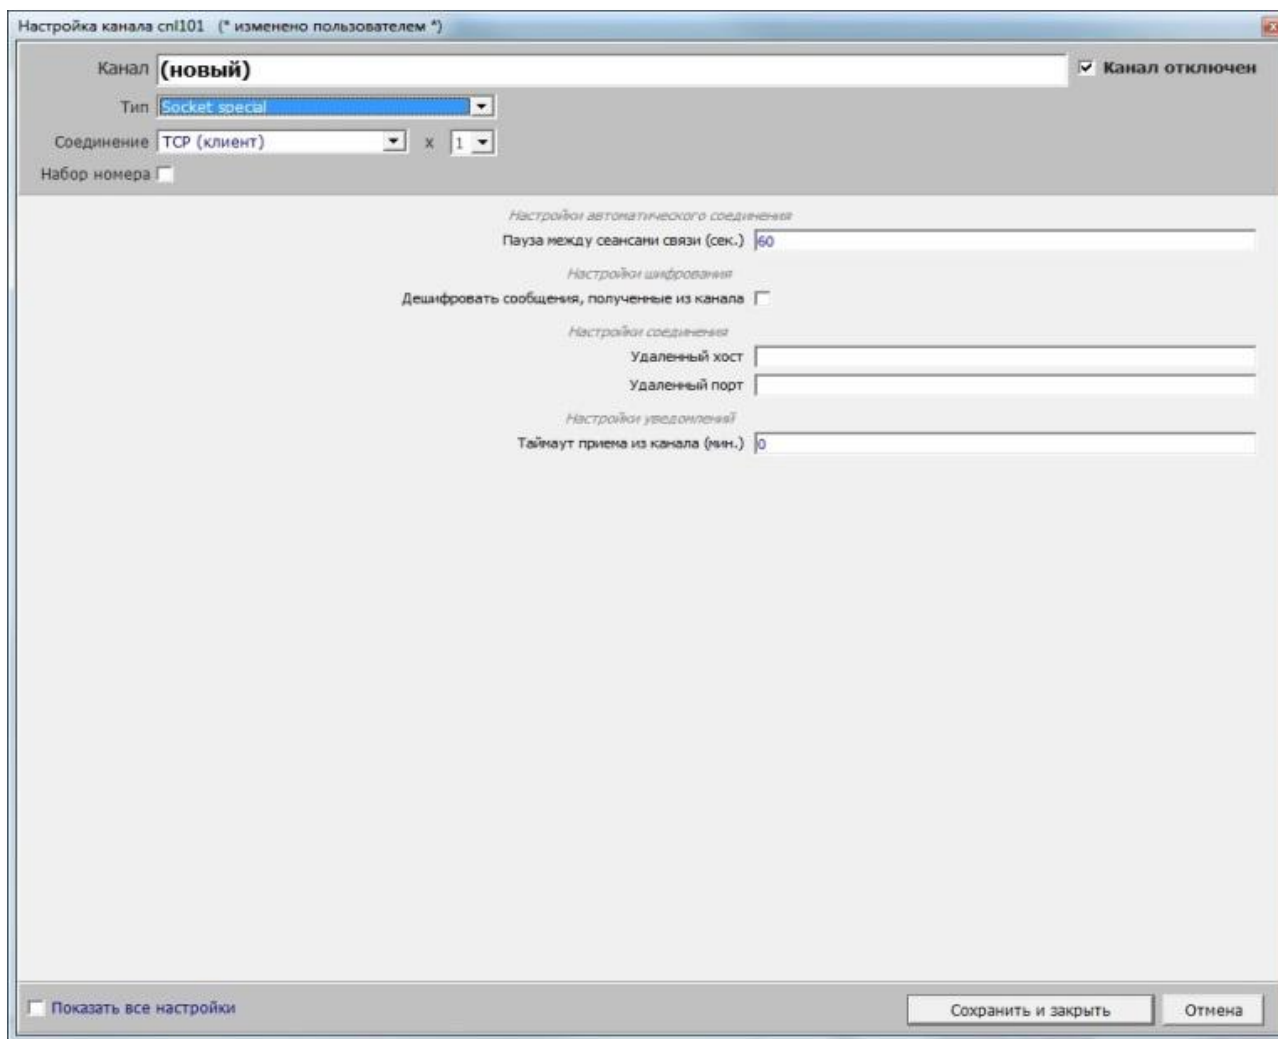 Настройка канала cnl101 (* изменено пользователем *)
Канал (новый) Канал отключен
Тип Socket special
Соединение TCP (клиент) x 1
Набор номера
Настройки автоматического соединения
Пауза между сеансами связи (сек.) 60
Настройки шифрования
Дешифровать сообщения, полученные из канала
Настройки соединения
Удаленный хост
Удаленный порт
Настройки уведомлений
Таймаут приема из канала (мин.) 0
Показать все настройки Сохранить и закрыть Отмена